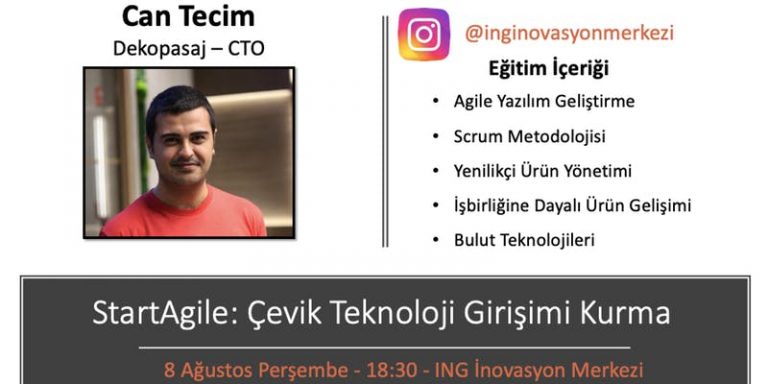 Can Tecim
Dekopasaj – CTO
@inginovasyonmerkezi
Eğitim İçeriği
• Agile Yazılım Geliştirme
• Scrum Metodolojisi
• Yenilikçi Ürün Yönetimi
• İşbirliğine Dayalı Ürün Gelişimi
• Bulut Teknolojileri
StartAgile: Çevik Teknoloji Girişimi Kurma
8 Ağustos Perşembe - 18:30 - ING İnovasyon Merkezi